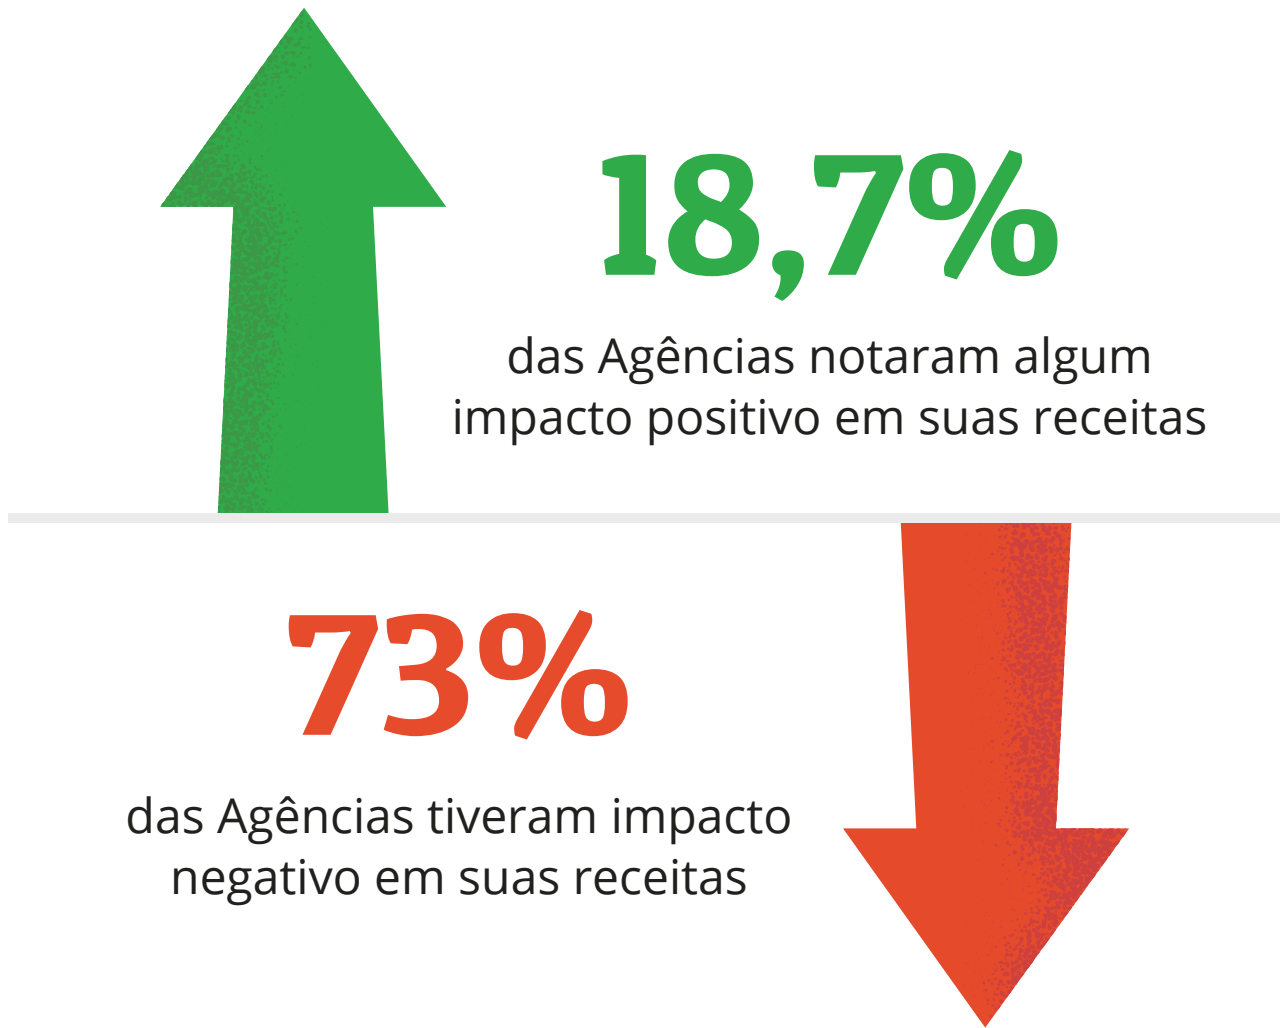 18,7%
das Agências notaram algum
impacto positivo em suas receitas
73%
das Agências tiveram impacto
negativo em suas receitas